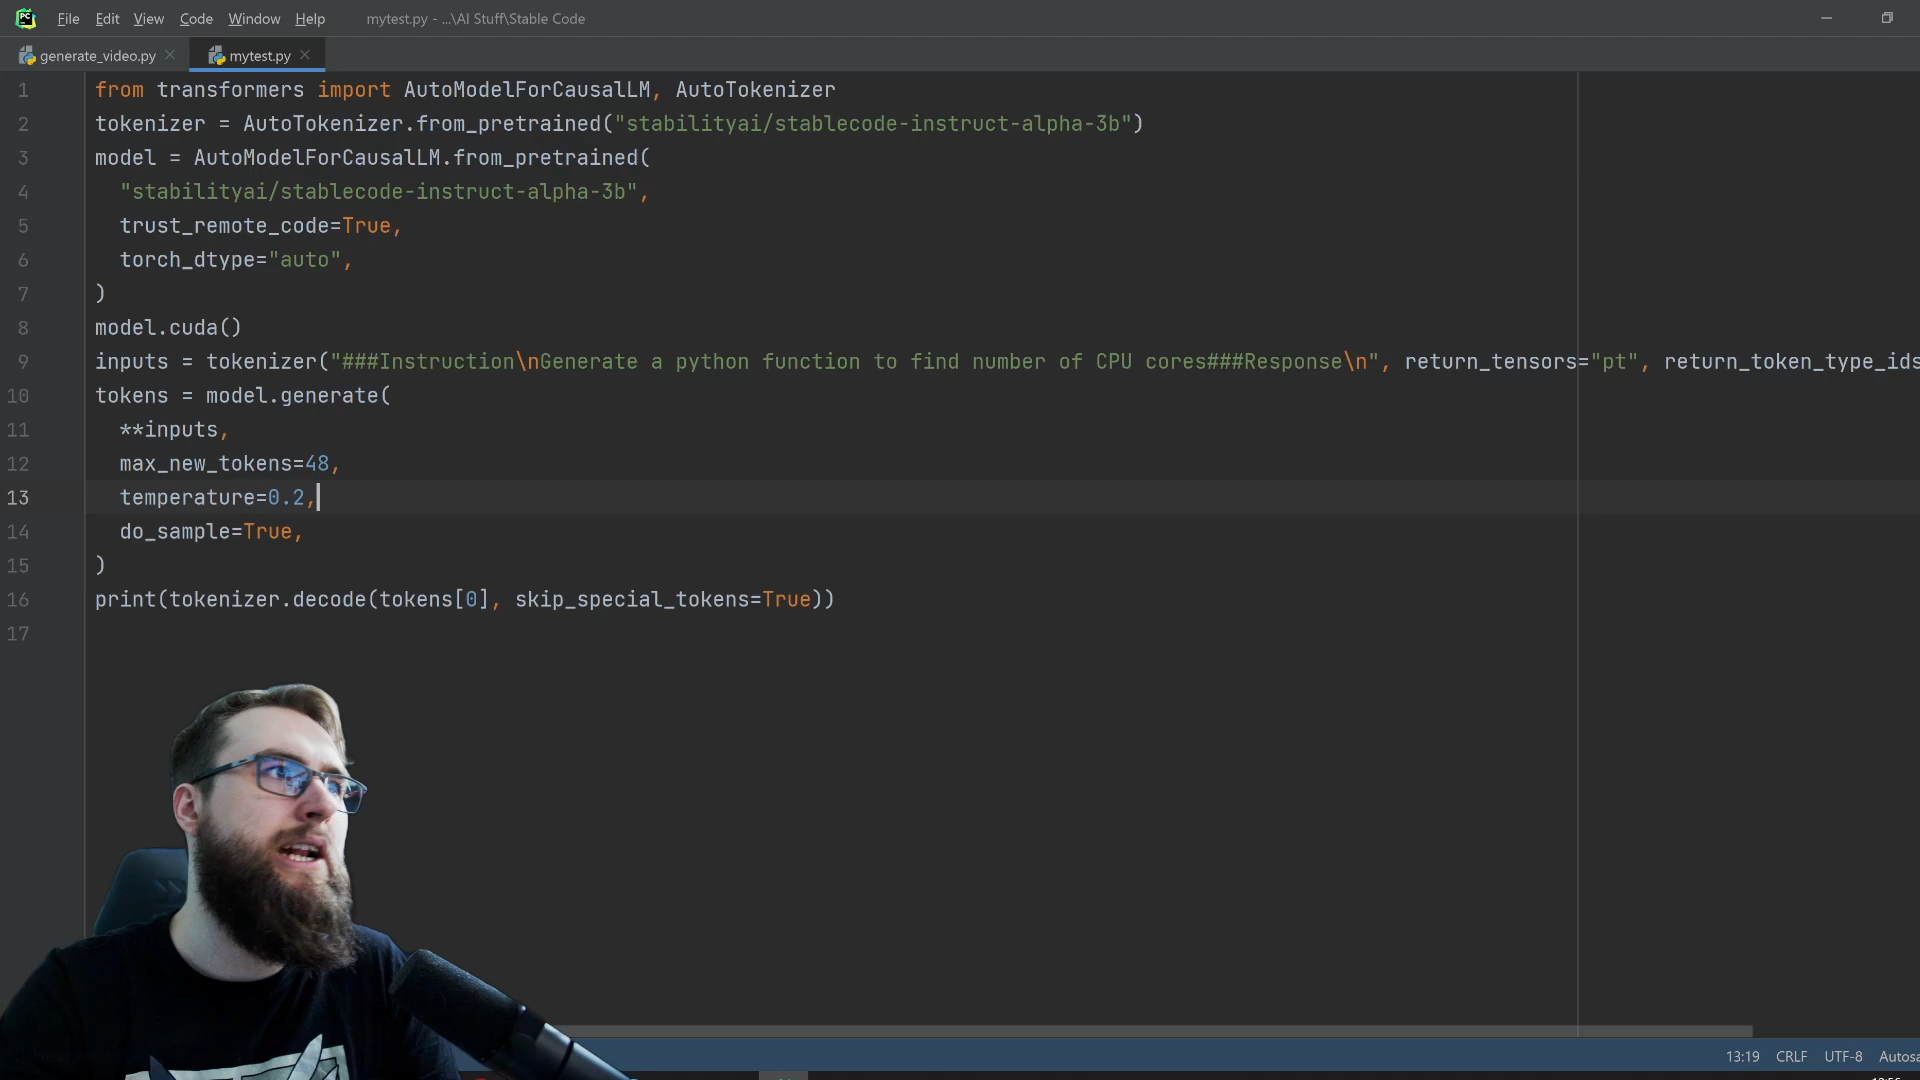 PC
File Edit View Code Window Help mytest.py - ...\AI Stuff\Stable Code
generate_video.py mytest.py
1 from transformers import AutoModelForCausalLM, AutoTokenizer
2 tokenizer = AutoTokenizer.from_pretrained("stabilityai/stablecode-instruct-alpha-3b")
3 model = AutoModelForCausalLM.from_pretrained(
4 "stabilityai/stablecode-instruct-alpha-3b",
5 trust_remote_code=True,
6 torch_dtype="auto",
7 )
8 model.cuda()
9 inputs = tokenizer("###Instruction\nGenerate a python function to find number of CPU cores###Response\n", return_tensors="pt", return_token_type_ids
10 tokens = model.generate(
11 **inputs,
12 max_new_tokens=48,
13 temperature=0.2,
14 do_sample=True,
15 )
16 print(tokenizer.decode(tokens[0], skip_special_tokens=True))
17
13:19 CRLF UTF-8 Autosa